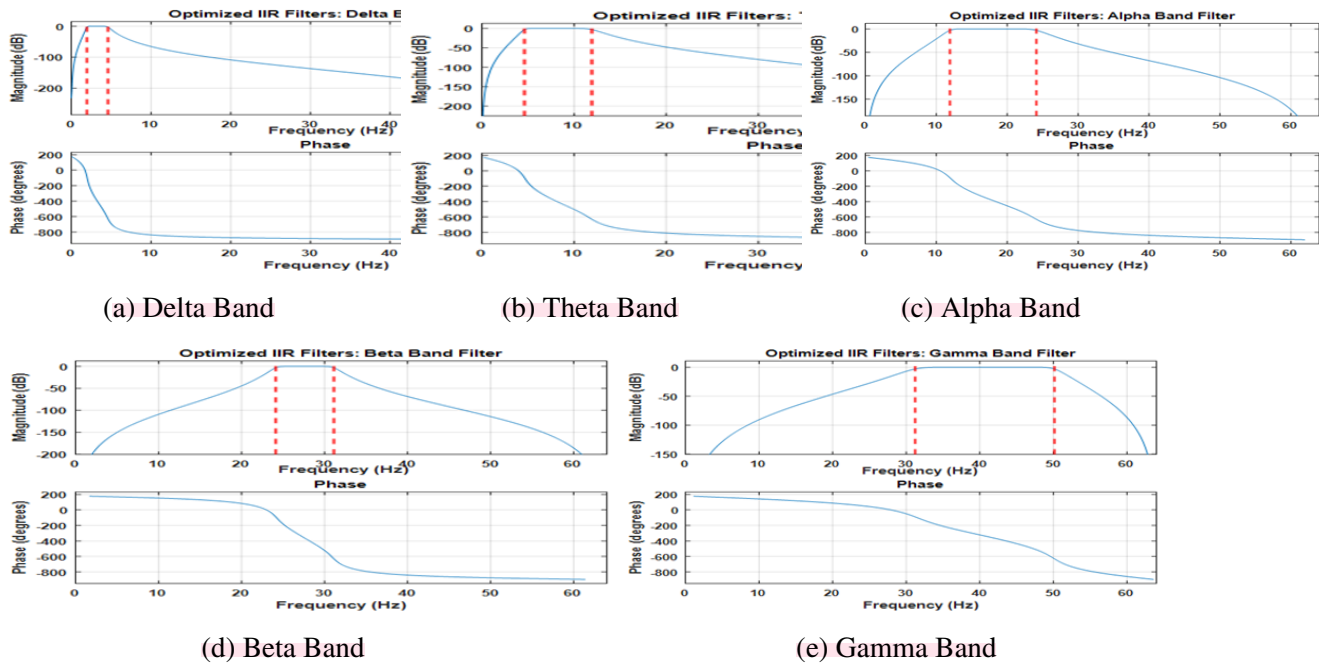 Optimized IIR Filters: Delta B
Magnitude (dB)
0
-100
-200
0 10 20 30 40
Frequency (Hz)
Phase (degrees)
200
0
-200
-400
-600
-800
0 10 20 30 40
Frequency (Hz)
(a) Delta Band
Optimized IIR Filters:
Magnitude (dB)
0
-50
-100
-150
-200
0 10 20 30
Frequency (Hz)
Phase
Phase (degrees)
200
0
-200
-400
-600
-800
0 10 20 30
Frequency (Hz)
(b) Theta Band
Optimized IIR Filters: Alpha Band Filter
Magnitude (dB)
0
-50
-100
-150
0 10 20 30 40 50 60
Frequency (Hz)
Phase
Phase (degrees)
200
0
-200
-400
-600
-800
0 10 20 30 40 50 60
Frequency (Hz)
(c) Alpha Band
Optimized IIR Filters: Beta Band Filter
Magnitude (dB)
0
-50
-100
-150
-200
0 10 20 30 40 50 60
Frequency (Hz)
Phase
Phase (degrees)
200
0
-200
-400
-600
-800
0 10 20 30 40 50 60
Frequency (Hz)
(d) Beta Band
Optimized IIR Filters: Gamma Band Filter
Magnitude (dB)
0
-50
-100
-150
0 10 20 30 40 50 60
Frequency (Hz)
Phase
Phase (degrees)
200
0
-200
-400
-600
-800
0 10 20 30 40 50 60
Frequency (Hz)
(e) Gamma Band